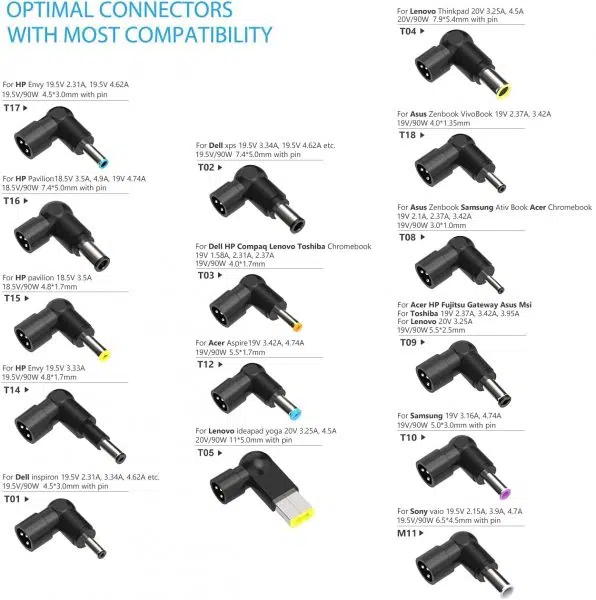 OPTIMAL CONNECTORS
WITH MOST COMPATIBILITY
For HP Envy 19.5V 2.31A, 19.5V 4.62A
19.5V/90W 4.5*3.0mm with pin
T17
For HP Pavilion18.5V 3.5A, 4.9A, 19V 4.74A
18.5V/90W 7.4*5.0mm with pin
T16
For HP pavilion 18.5V 3.5A
18.5V/90W 4.8*1.7mm
T15
For HP Envy 19.5V 3.33A
19.5V/90W 4.8*1.7mm
T14
For Dell inspiron 19.5V 2.31A, 3.34A, 4.62A etc.
19.5V/90W 4.5*3.0mm with pin
T01
For Dell xps 19.5V 3.34A, 19.5V 4.62A etc.
19.5V/90W 7.4*5.0mm with pin
T02
For Dell HP Compaq Lenovo Toshiba Chromebook
19V 1.58A, 2.31A, 2.37A
19V/90W 4.0*1.7mm
T03
For Acer Aspire19V 3.42A, 4.74A
19V/90W 5.5*1.7mm
T12
For Lenovo ideapad yoga 20V 3.25A, 4.5A
20V/90W 11*5.0mm with pin
T05
For Lenovo Thinkpad 20V 3.25A, 4.5A
20V/90W 7.9*5.4mm with pin
T04
For Asus Zenbook VivoBook 19V 2.37A, 3.42A
19V/90W 4.0*1.35mm
T18
For Asus Zenbook Samsung Ativ Book Acer Chromebook
19V 2.1A, 2.37A, 3.42A
19V/90W 3.0*1.0mm
T08
For Acer HP Fujitsu Gateway Asus Msi
For Toshiba 19V 2.37A, 3.42A, 3.95A
For Lenovo 20V 3.25A
19V/90W 5.5*2.5mm
T09
For Samsung 19V 3.16A, 4.74A
19V/90W 5.0*3.0mm with pin
T10
For Sony vaio 19.5V 2.15A, 3.9A, 4.7A
19.5V/90W 6.5*4.5mm with pin
M11